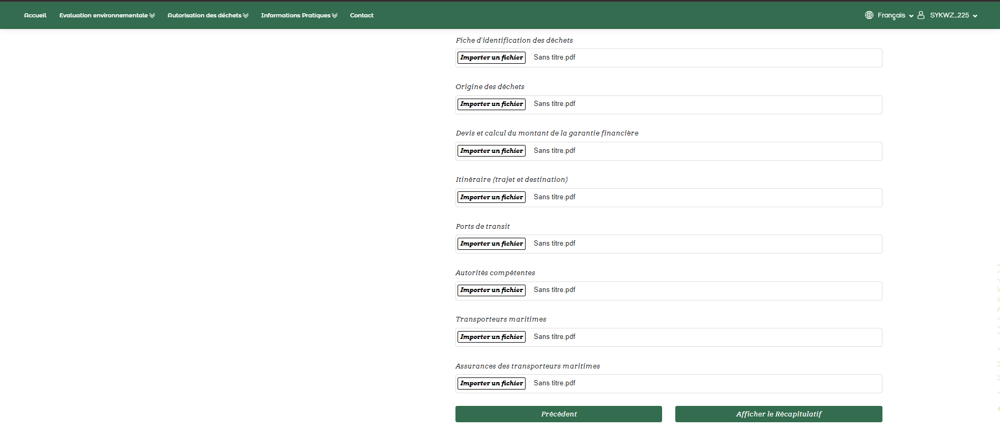 Accueil Evaluation environnementale Autorisation des déchets Informations Pratiques Contact Français SYKWZ_225
Fiche d'identification des déchets
Importer un fichier Sans titre.pdf
Origine des déchets
Importer un fichier Sans titre.pdf
Devis et calcul du montant de la garantie financière
Importer un fichier Sans titre.pdf
Itinéraire (trajet et destination)
Importer un fichier Sans titre.pdf
Ports de transit
Importer un fichier Sans titre.pdf
Autorités compétentes
Importer un fichier Sans titre.pdf
Transporteurs maritimes
Importer un fichier Sans titre.pdf
Assurances des transporteurs maritimes
Importer un fichier Sans titre.pdf
Précédent Afficher le Récapitulatif